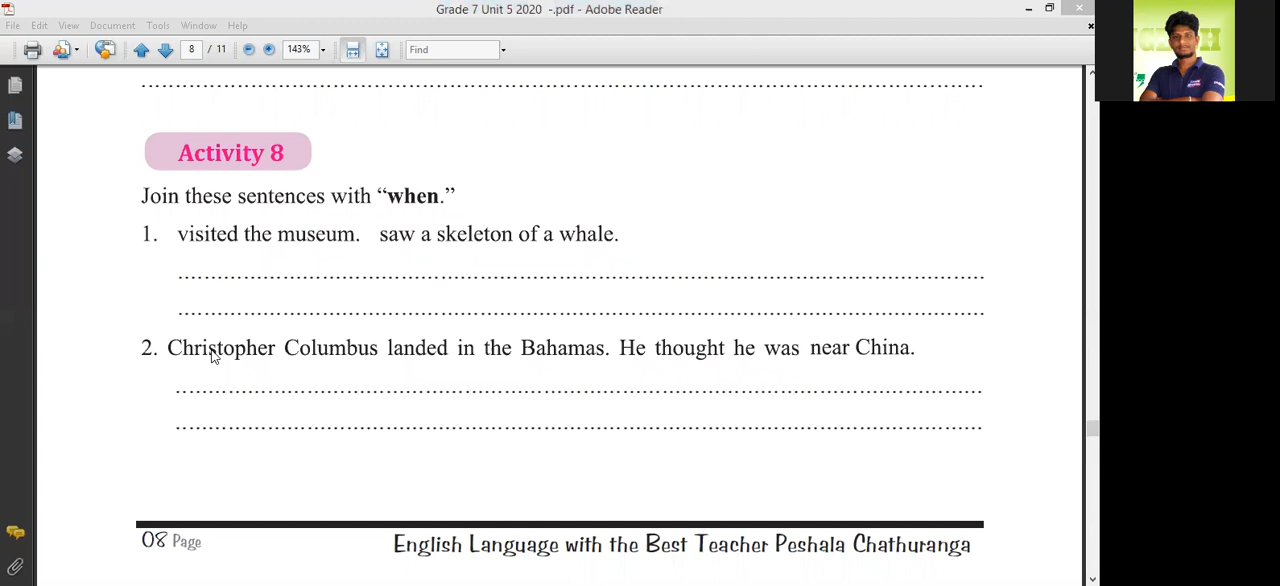 Grade 7 Unit 5 2020 -.pdf - Adobe Reader
File Edit View Document Tools Window Help
8 / 11 143% Find
Activity 8
Join these sentences with “when.”
1. visited the museum. saw a skeleton of a whale.
2. Christopher Columbus landed in the Bahamas. He thought he was near China.
08 Page
English Language with the Best Teacher Peshala Chathuranga